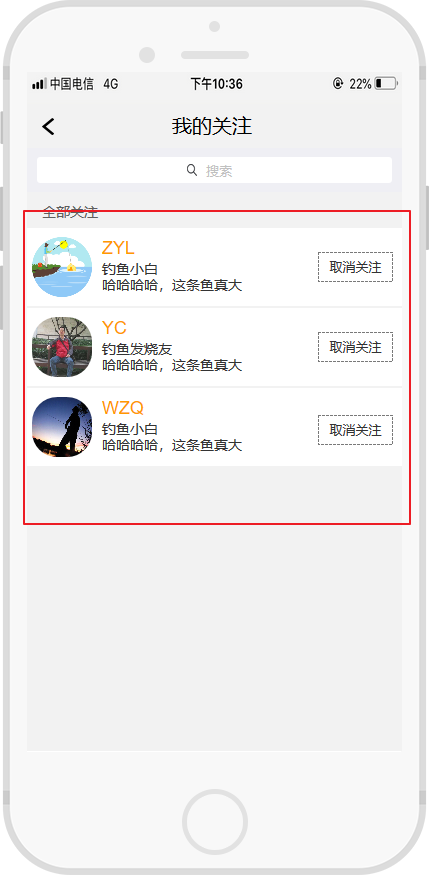 中国电信 4G 下午10:36 22%
我的关注
搜索
全部关注
ZYL
钓鱼小白
哈哈哈哈，这条鱼真大
取消关注
YC
钓鱼发烧友
哈哈哈哈，这条鱼真大
取消关注
WZQ
钓鱼小白
哈哈哈哈，这条鱼真大
取消关注